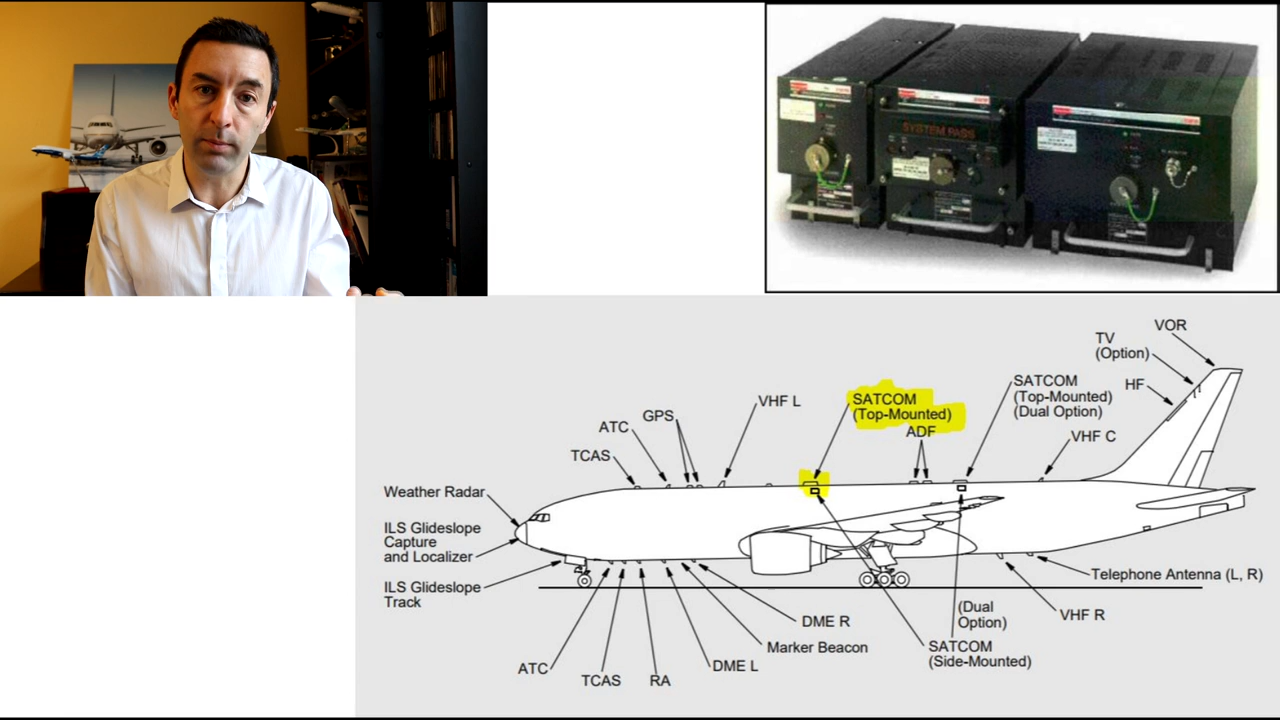 SYSTEM PASS
VOR
TV
(Option)
HF
SATCOM
(Top-Mounted)
(Dual Option)
VHF C
SATCOM
(Top-Mounted)
ADF
VHF L
GPS
ATC
TCAS
Weather Radar
ILS Glideslope
Capture
and Localizer
ILS Glideslope
Track
ATC
TCAS
RA
DME L
Marker Beacon
DME R
SATCOM
(Side-Mounted)
(Dual
Option)
VHF R
Telephone Antenna (L, R)